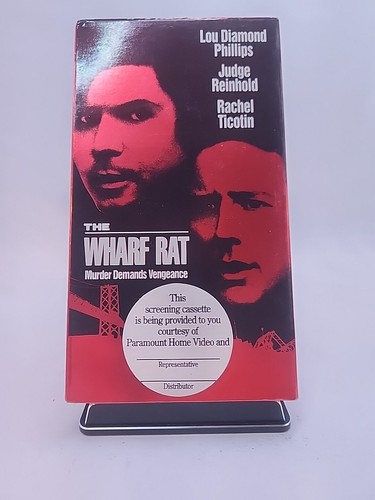 Lou Diamond
Phillips
Judge
Reinhold
Rachel
Ticotin
THE
WHARF RAT
Murder Demands Vengeance
This
screening cassette
is being provided to you
courtesy of
Paramount Home Video and
Representative
Distributor